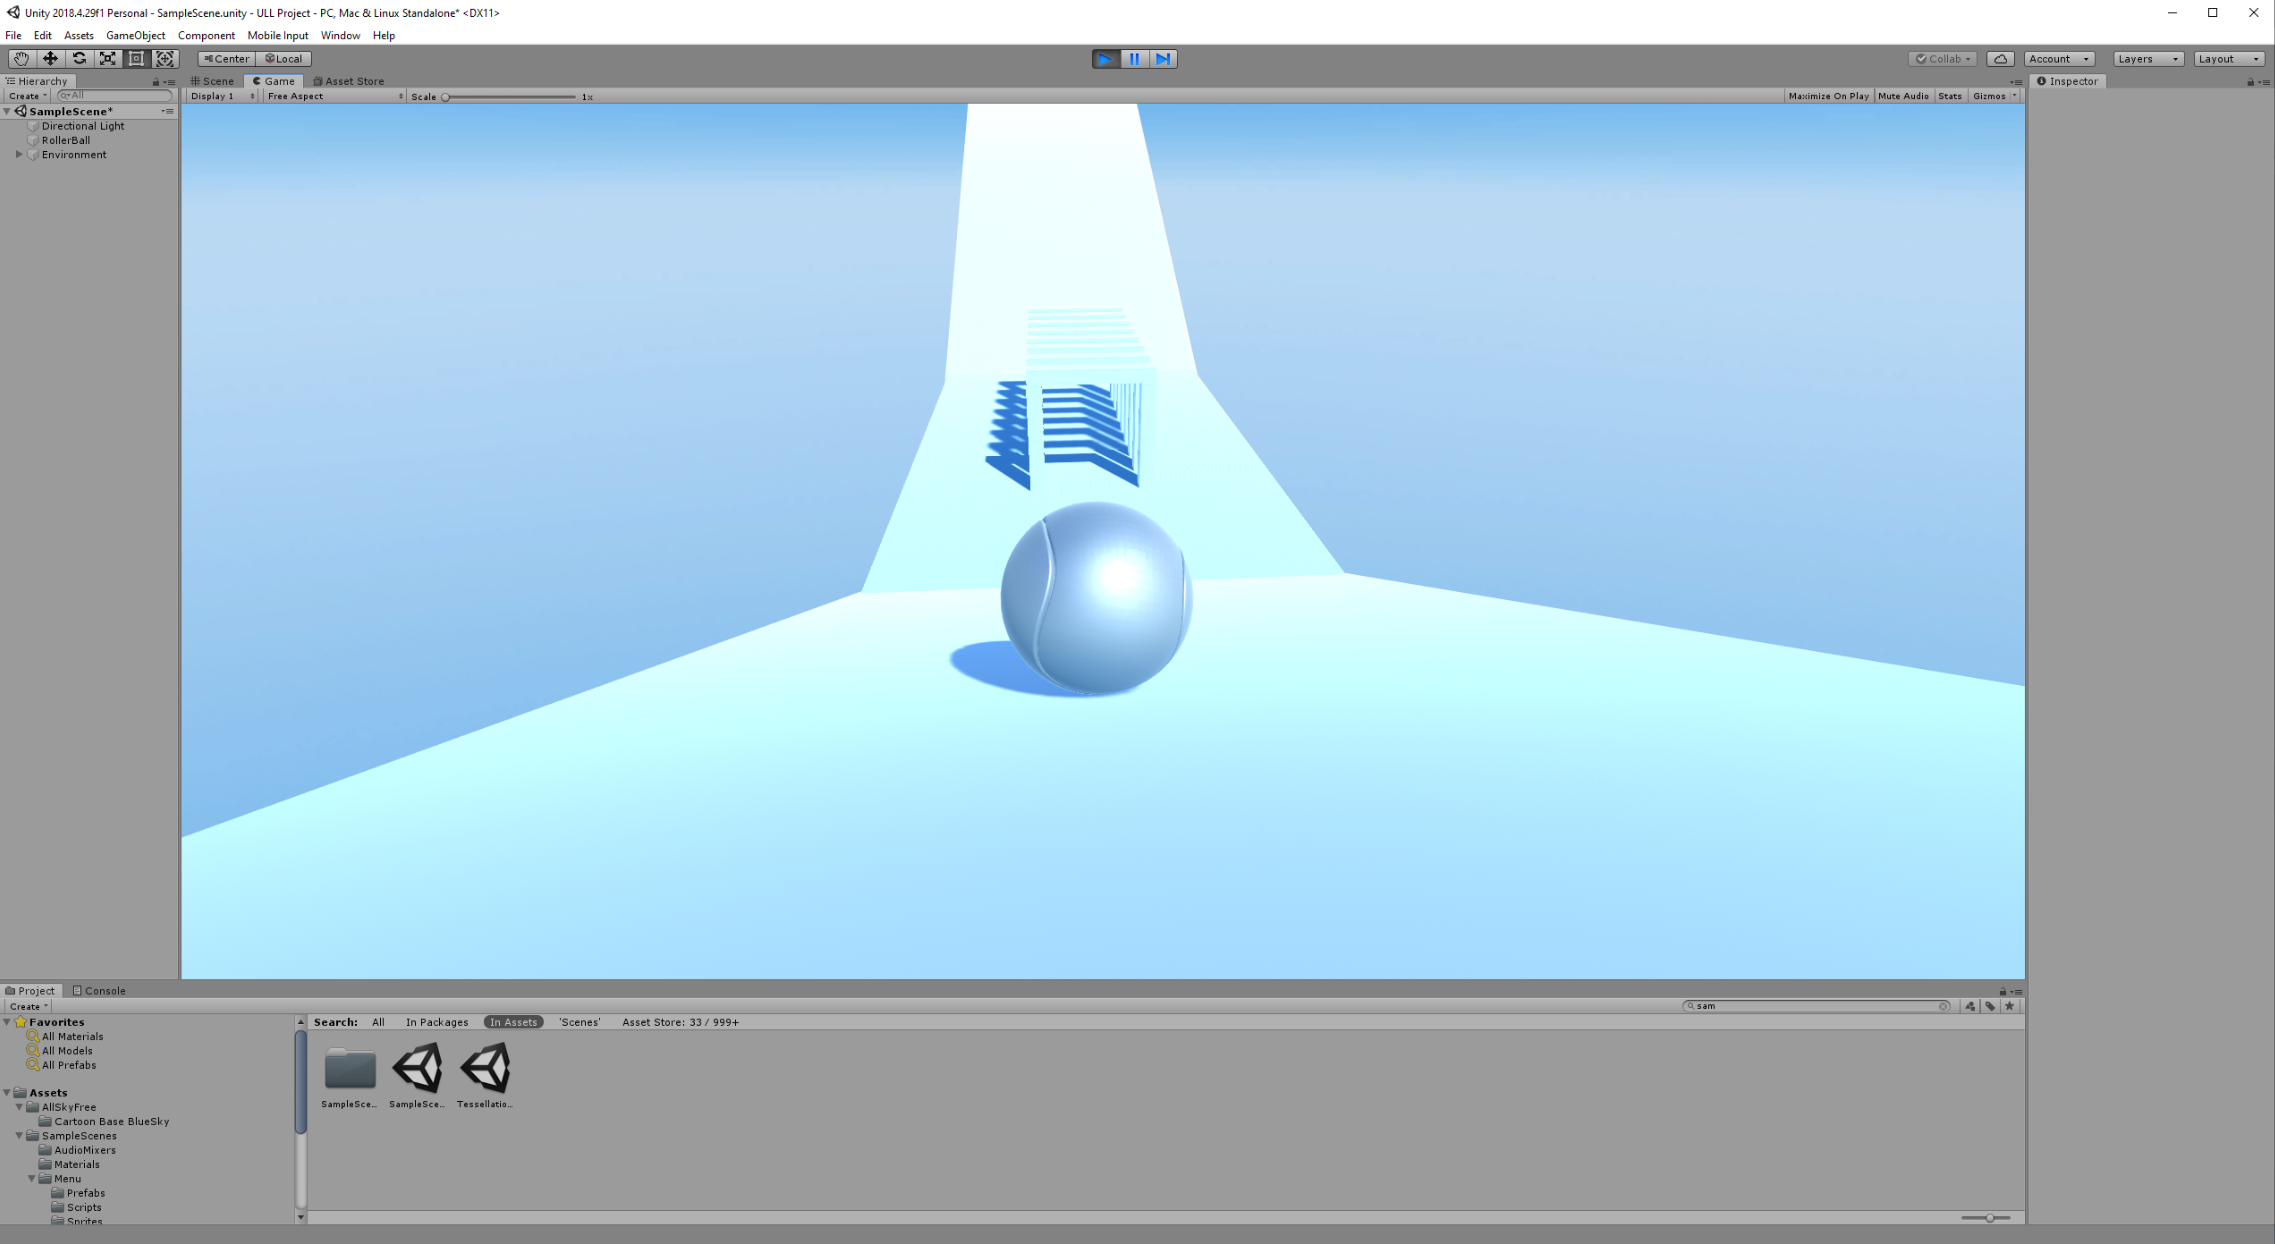 Unity 2018.4.29f1 Personal - SampleScene.unity - ULL Project - PC, Mac & Linux Standalone* <DX11>
File Edit Assets GameObject Component Mobile Input Window Help
Center Local Collab Account Layers Layout
Hierarchy Scene Game Asset Store Inspector
Create All Display 1 Free Aspect Scale 1x Maximize On Play Mute Audio Stats Gizmos
SampleScene*
Directional Light
RollerBall
Environment
Project Console
Create sam
Favorites Search: All In Packages In Assets 'Scenes' Asset Store: 33 / 999+
All Materials
All Models
All Prefabs
SampleSce... SampleSce... Tessellatio...
Assets
AllSkyFree
Cartoon Base BlueSky
SampleScenes
AudioMixers
Materials
Menu
Prefabs
Scripts
Sprites